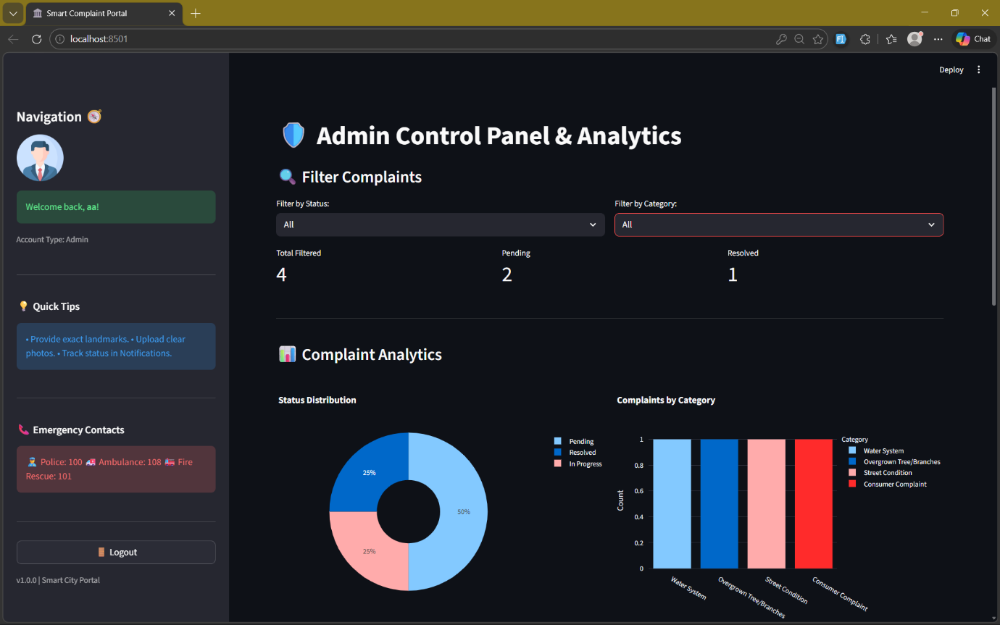 Smart Complaint Portal
localhost:8501
Chat
Deploy
Navigation
Welcome back, aa!
Account Type: Admin
Quick Tips
• Provide exact landmarks. • Upload clear
photos. • Track status in Notifications.
Emergency Contacts
Police: 100 Ambulance: 108 Fire
Rescue: 101
Logout
v1.0.0 | Smart City Portal
Admin Control Panel & Analytics
Filter Complaints
Filter by Status:
All
Filter by Category:
All
Total Filtered
4
Pending
2
Resolved
1
Complaint Analytics
Status Distribution
25%
50%
25%
Pending
Resolved
In Progress
Complaints by Category
Count
1
0.8
0.6
0.4
0.2
0
Water System
Overgrown Tree/Branches
Street Condition
Consumer Complaint
Category
Water System
Overgrown Tree/Branches
Street Condition
Consumer Complaint